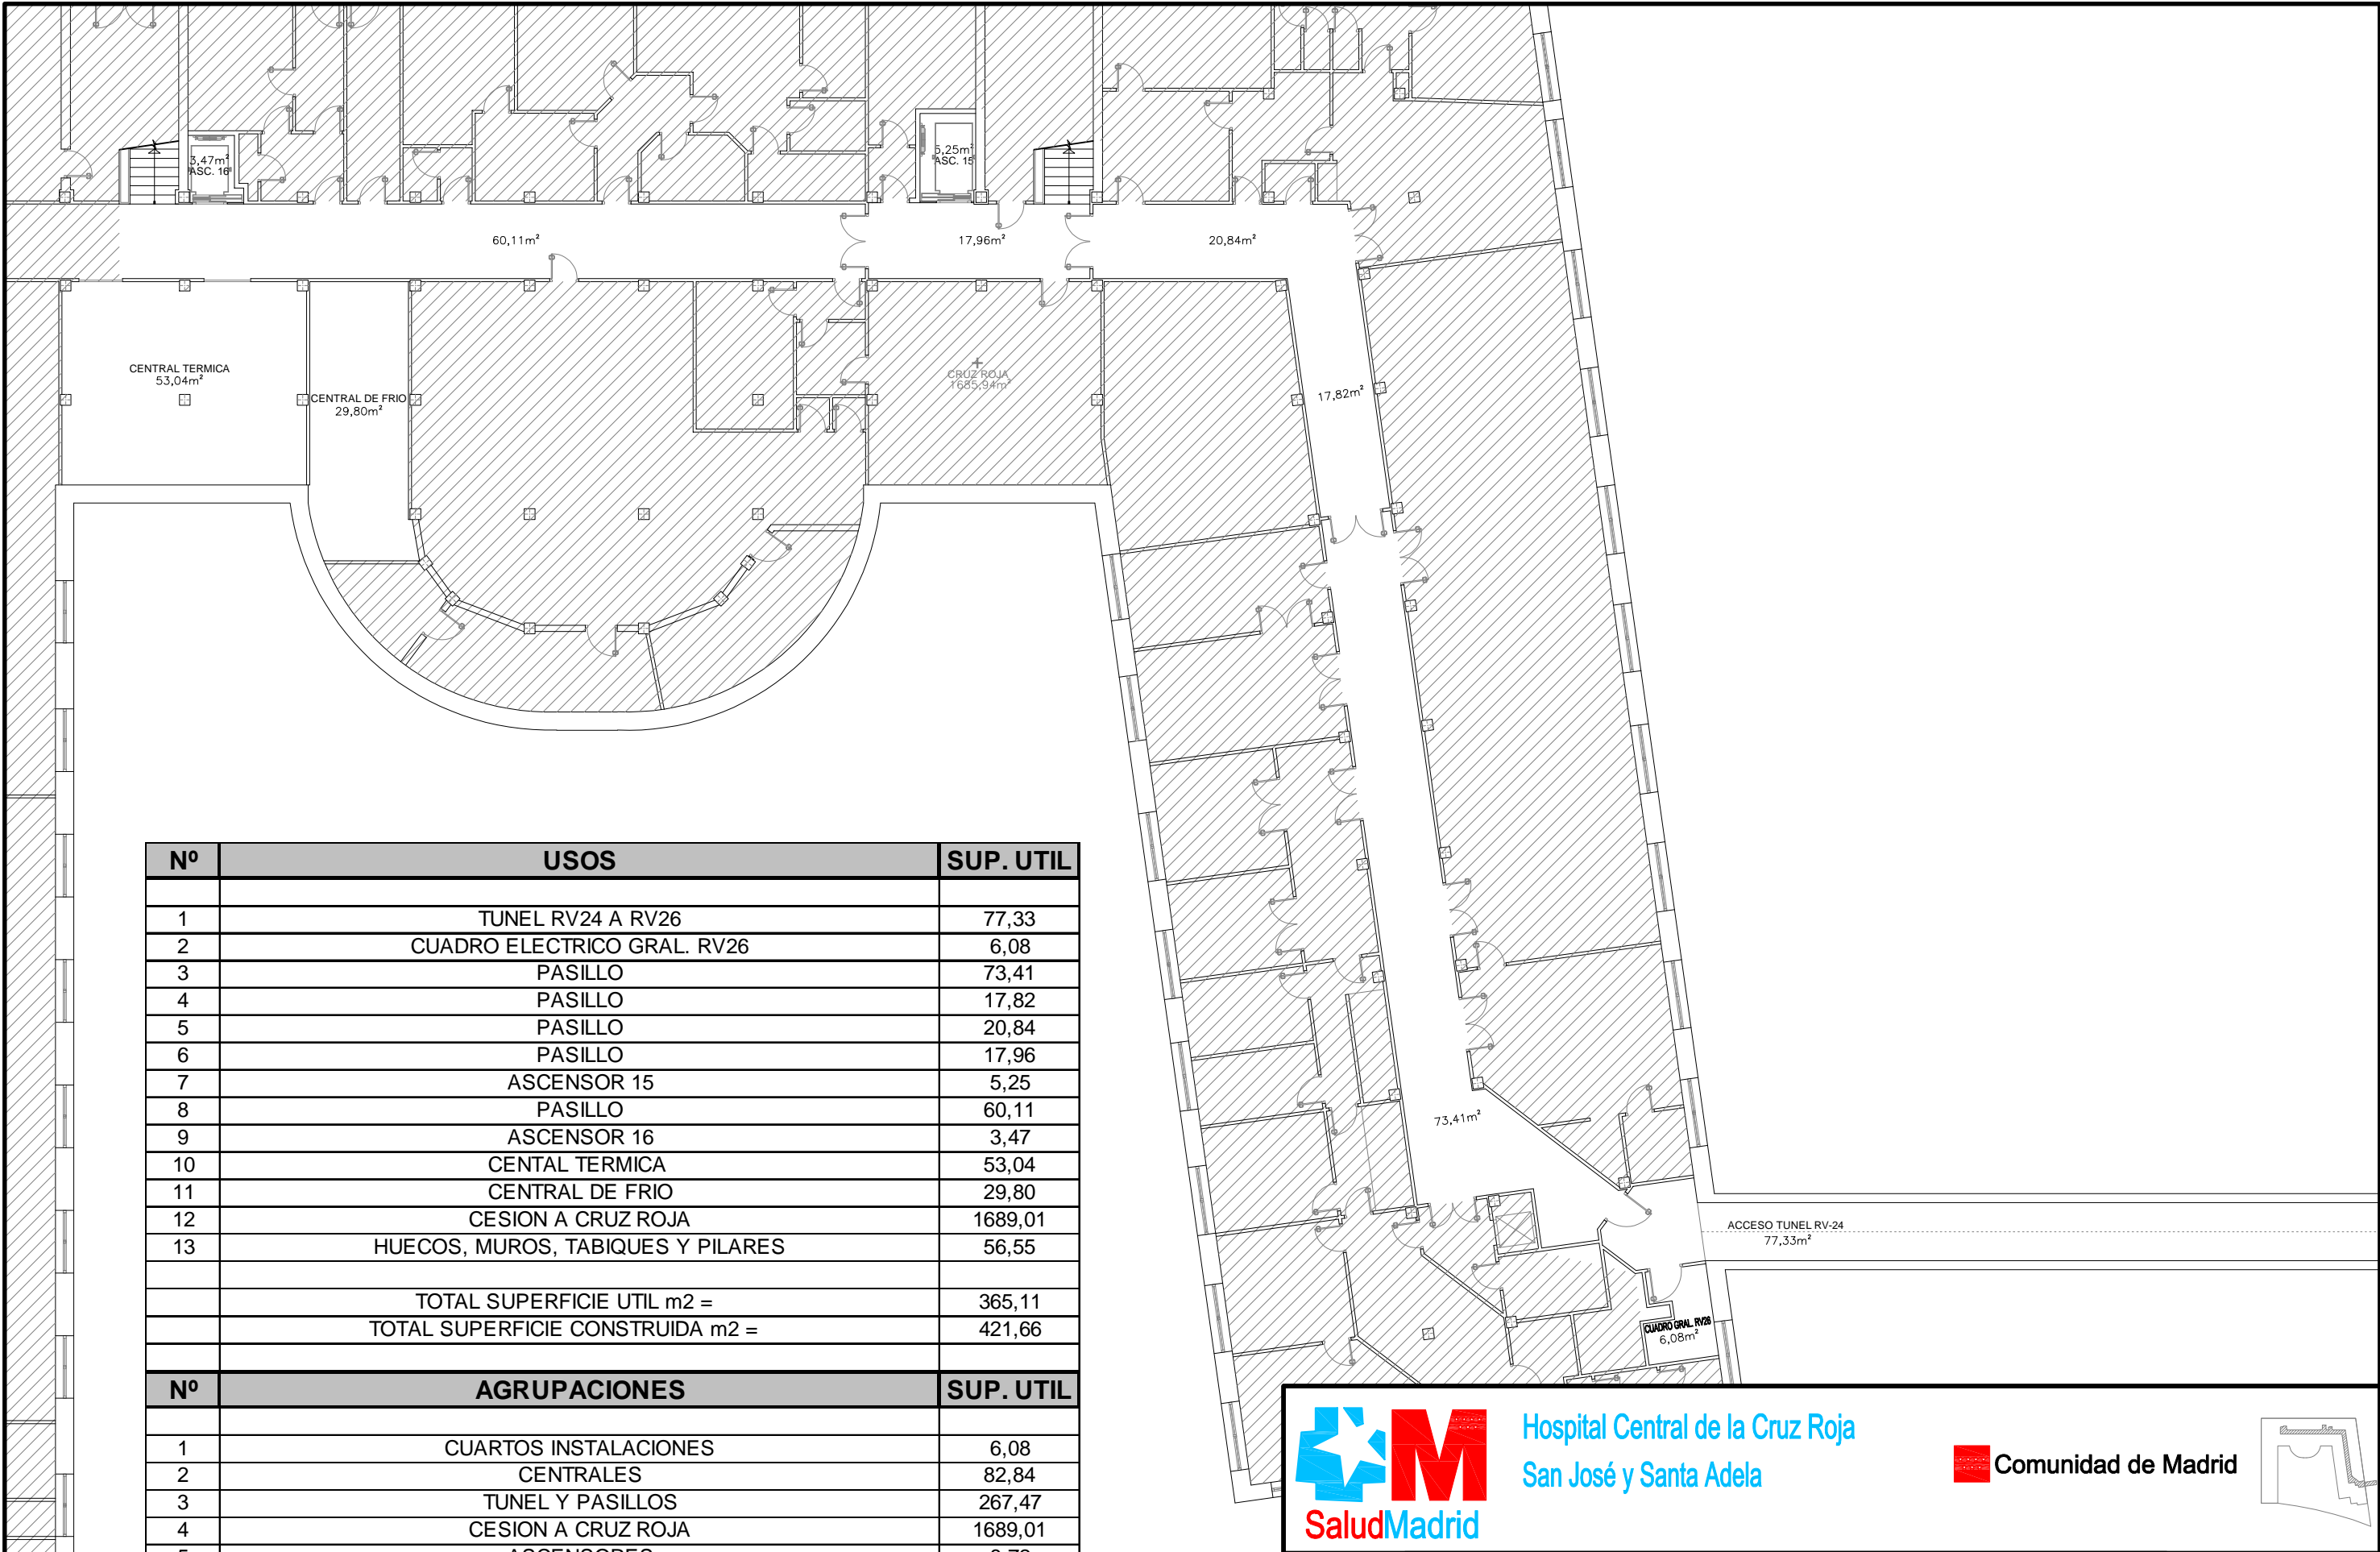 3,47m²
ASC. 16
5,25m²
ASC. 15
60,11m²
17,96m²
20,84m²
CENTRAL TERMICA
53,04m²
CENTRAL DE FRIO
29,80m²
CRUZ ROJA
1685,94m²
17,82m²
73,41m²
ACCESO TUNEL RV-24
77,33m²
CUADRO GRAL. RV26
6,08m²
Nº USOS SUP. UTIL
1 TUNEL RV24 A RV26 77,33
2 CUADRO ELECTRICO GRAL. RV26 6,08
3 PASILLO 73,41
4 PASILLO 17,82
5 PASILLO 20,84
6 PASILLO 17,96
7 ASCENSOR 15 5,25
8 PASILLO 60,11
9 ASCENSOR 16 3,47
10 CENTAL TERMICA 53,04
11 CENTRAL DE FRIO 29,80
12 CESION A CRUZ ROJA 1689,01
13 HUECOS, MUROS, TABIQUES Y PILARES 56,55
TOTAL SUPERFICIE UTIL m2 = 365,11
TOTAL SUPERFICIE CONSTRUIDA m2 = 421,66
Nº AGRUPACIONES SUP. UTIL
1 CUARTOS INSTALACIONES 6,08
2 CENTRALES 82,84
3 TUNEL Y PASILLOS 267,47
4 CESION A CRUZ ROJA 1689,01
M
SaludMadrid
Hospital Central de la Cruz Roja
San José y Santa Adela
Comunidad de Madrid